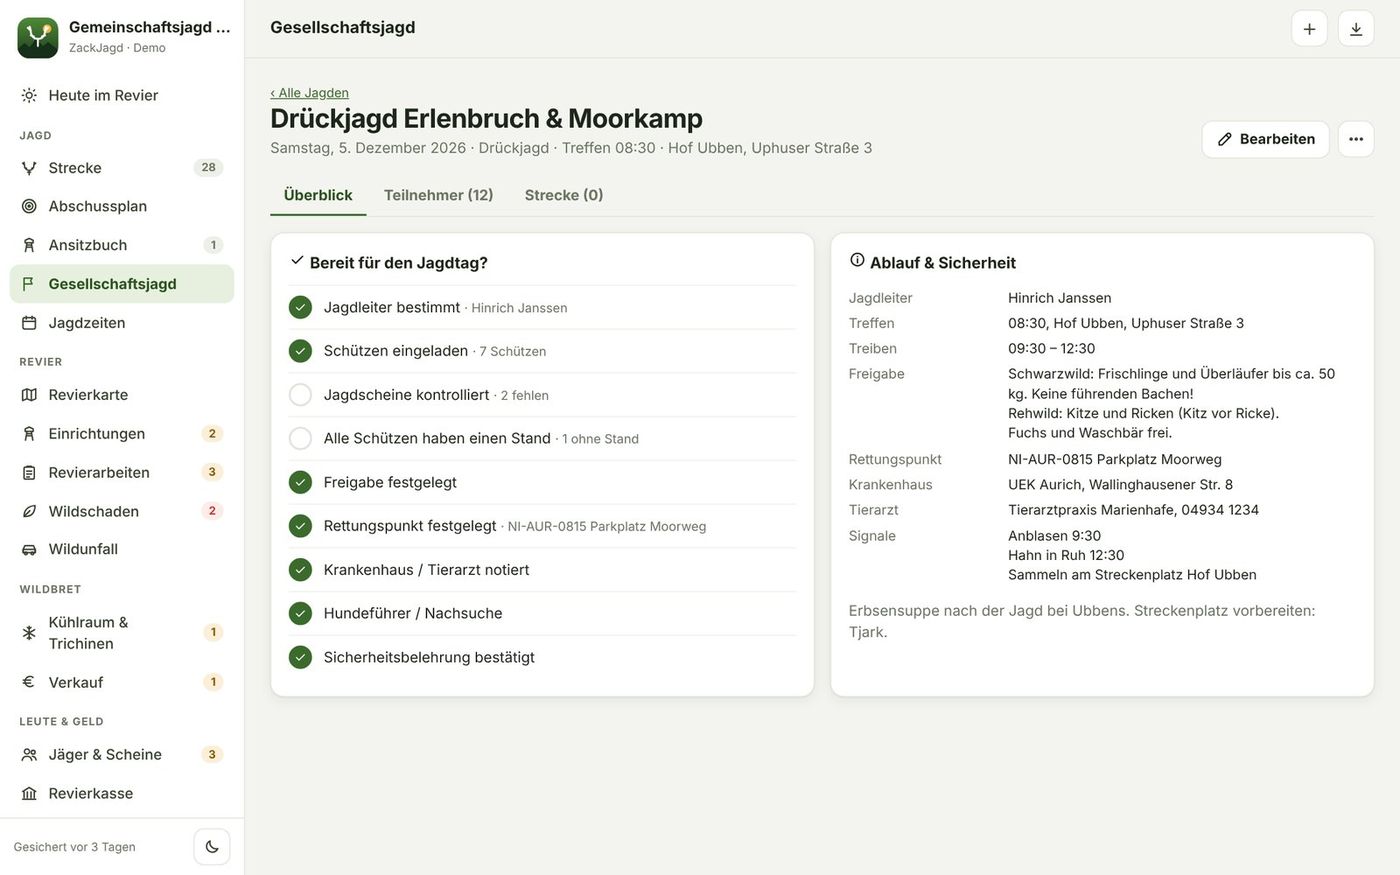 Gemeinschaftsjagd ...
ZackJagd · Demo
Heute im Revier
JAGD
Strecke 28
Abschussplan
Ansitzbuch 1
Gesellschaftsjagd
Jagdzeiten
REVIER
Revierkarte
Einrichtungen 2
Revierarbeiten 3
Wildschaden 2
Wildunfall
WILDBRET
Kühlraum &
Trichinen 1
Verkauf 1
LEUTE & GELD
Jäger & Scheine 3
Revierkasse
Gesichert vor 3 Tagen
Gesellschaftsjagd
‹ Alle Jagden
Drückjagd Erlenbruch & Moorkamp
Samstag, 5. Dezember 2026 · Drückjagd · Treffen 08:30 · Hof Ubben, Uphuser Straße 3
Bearbeiten
Überblick Teilnehmer (12) Strecke (0)
Bereit für den Jagdtag?
Jagdleiter bestimmt · Hinrich Janssen
Schützen eingeladen · 7 Schützen
Jagdscheine kontrolliert · 2 fehlen
Alle Schützen haben einen Stand · 1 ohne Stand
Freigabe festgelegt
Rettungspunkt festgelegt · NI-AUR-0815 Parkplatz Moorweg
Krankenhaus / Tierarzt notiert
Hundeführer / Nachsuche
Sicherheitsbelehrung bestätigt
Ablauf & Sicherheit
Jagdleiter Hinrich Janssen
Treffen 08:30, Hof Ubben, Uphuser Straße 3
Treiben 09:30 – 12:30
Freigabe Schwarzwild: Frischlinge und Überläufer bis ca. 50
kg. Keine führenden Bachen!
Rehwild: Kitze und Ricken (Kitz vor Ricke).
Fuchs und Waschbär frei.
Rettungspunkt NI-AUR-0815 Parkplatz Moorweg
Krankenhaus UEK Aurich, Wallinghausener Str. 8
Tierarzt Tierarztpraxis Marienhafe, 04934 1234
Signale Anblasen 9:30
Hahn in Ruh 12:30
Sammeln am Streckenplatz Hof Ubben
Erbsensuppe nach der Jagd bei Ubbens. Streckenplatz vorbereiten:
Tjark.